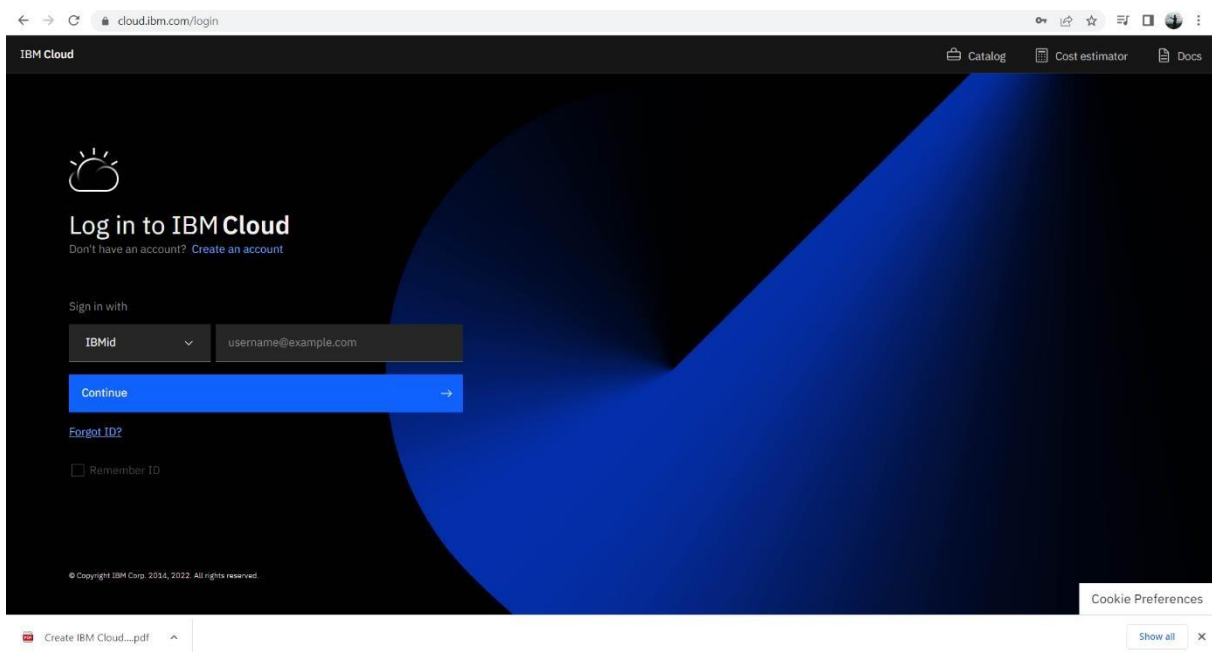 cloud.ibm.com/login
IBM Cloud
Catalog
Cost estimator
Docs
Log in to IBM Cloud
Don't have an account? Create an account
Sign in with
IBMid
username@example.com
Continue
Forgot ID?
Remember ID
© Copyright IBM Corp. 2014, 2022. All rights reserved.
Cookie Preferences
Create IBM Cloud....pdf
Show all